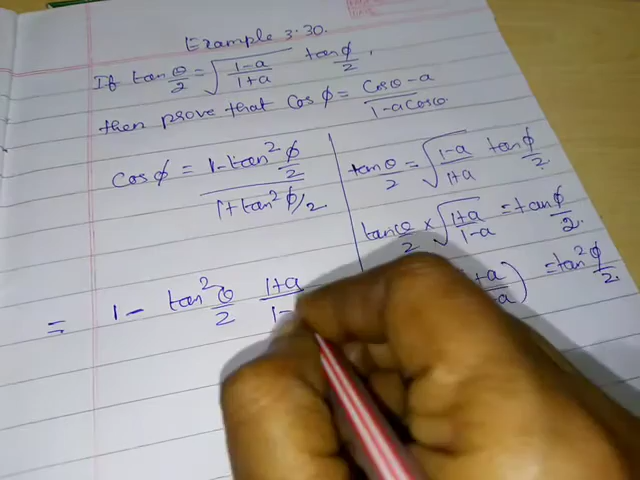 Example 3.30.
If tan θ/2 = √((1-a)/(1+a)) tan ϕ/2,
then prove that Cos ϕ = (Cosθ-a)/(1-a Cosθ)
Cosϕ = (1-tan² ϕ/2)/(1+tan² ϕ/2)
= 1 - tan² θ/2 (1+a)/(1-
tan θ/2 = √((1-a)/(1+a)) tan ϕ/2
tan θ/2 × √((1+a)/(1-a)) = tan ϕ/2.
+a/-a) = tan² ϕ/2.